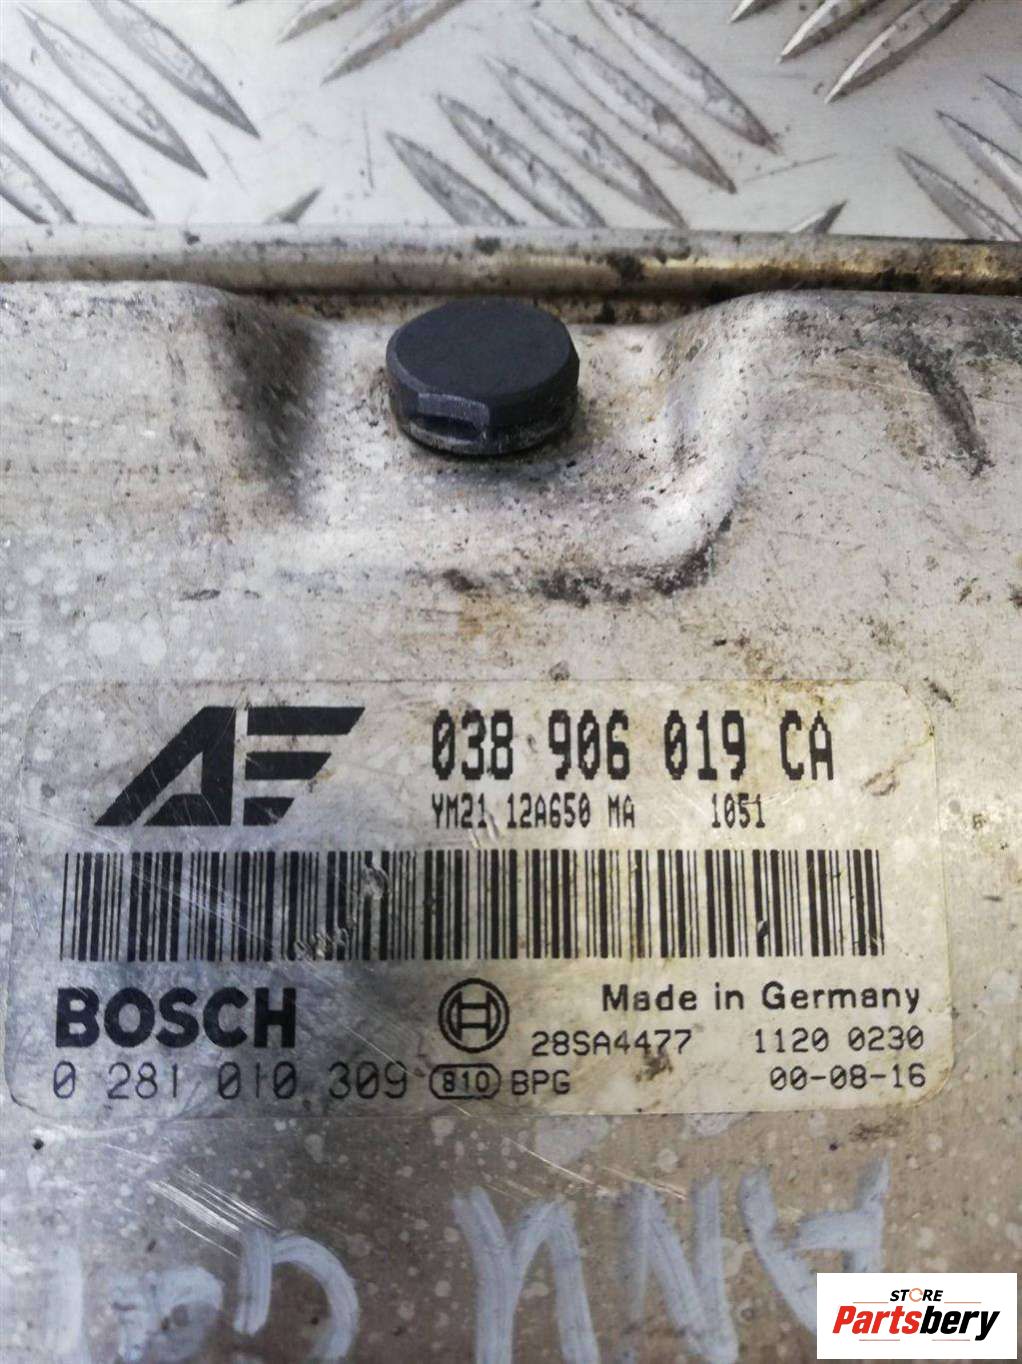 AF 038 906 019 CA
YM21 12A650 MA 1051
BOSCH Made in Germany
28SA4477 1120 0230
0 281 010 309 810 BPG 00-08-16
STORE
Partsbery